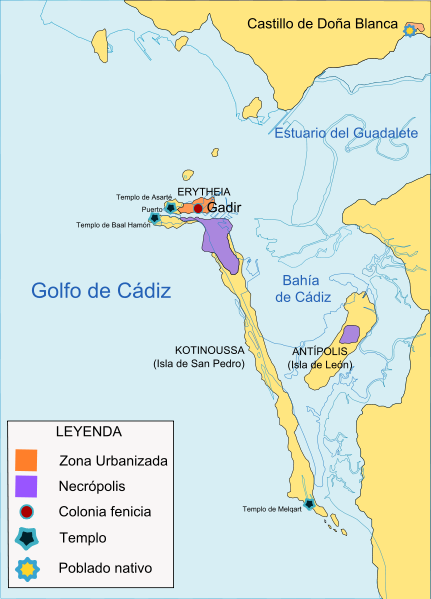 Castillo de Doña Blanca
Estuario del Guadalete
ERYTHEIA
Templo de Asarté
Puerto
Gadir
Templo de Baal Hamón
Golfo de Cádiz
Bahía
de Cádiz
KOTINOUSSA
(Isla de San Pedro)
ANTÍPOLIS
(Isla de León)
Templo de Melqart
LEYENDA
Zona Urbanizada
Necrópolis
Colonia fenicia
Templo
Poblado nativo